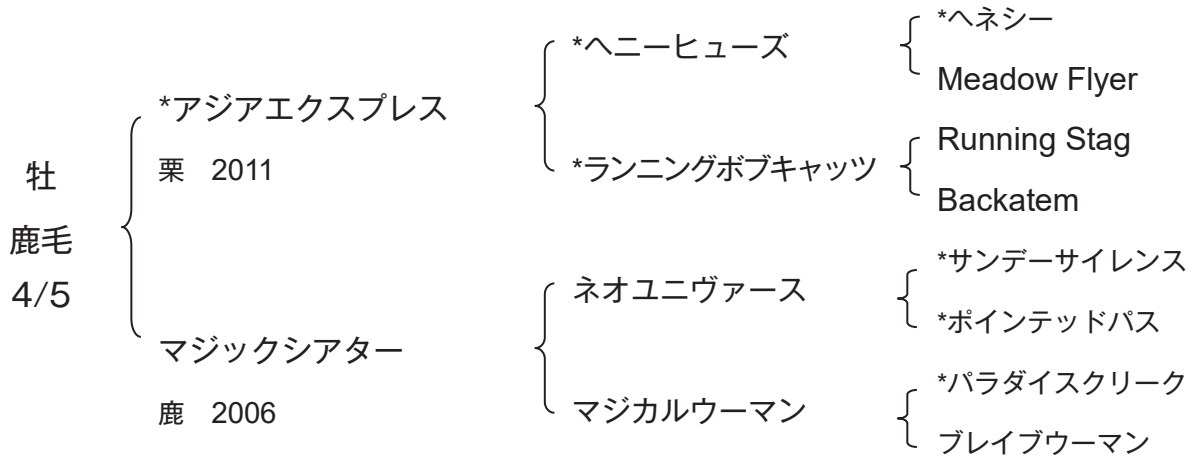 牡
鹿毛
4/5
*アジアエクスプレス
栗 2011
マジックシアター
鹿 2006
*ヘニーヒューズ
*ランニングボブキャッツ
ネオユニヴァース
マジカルウーマン
*ヘネシー
Meadow Flyer
Running Stag
Backatem
*サンデーサイレンス
*ポインテッドパス
*パラダイスクリーク
ブレイブウーマン